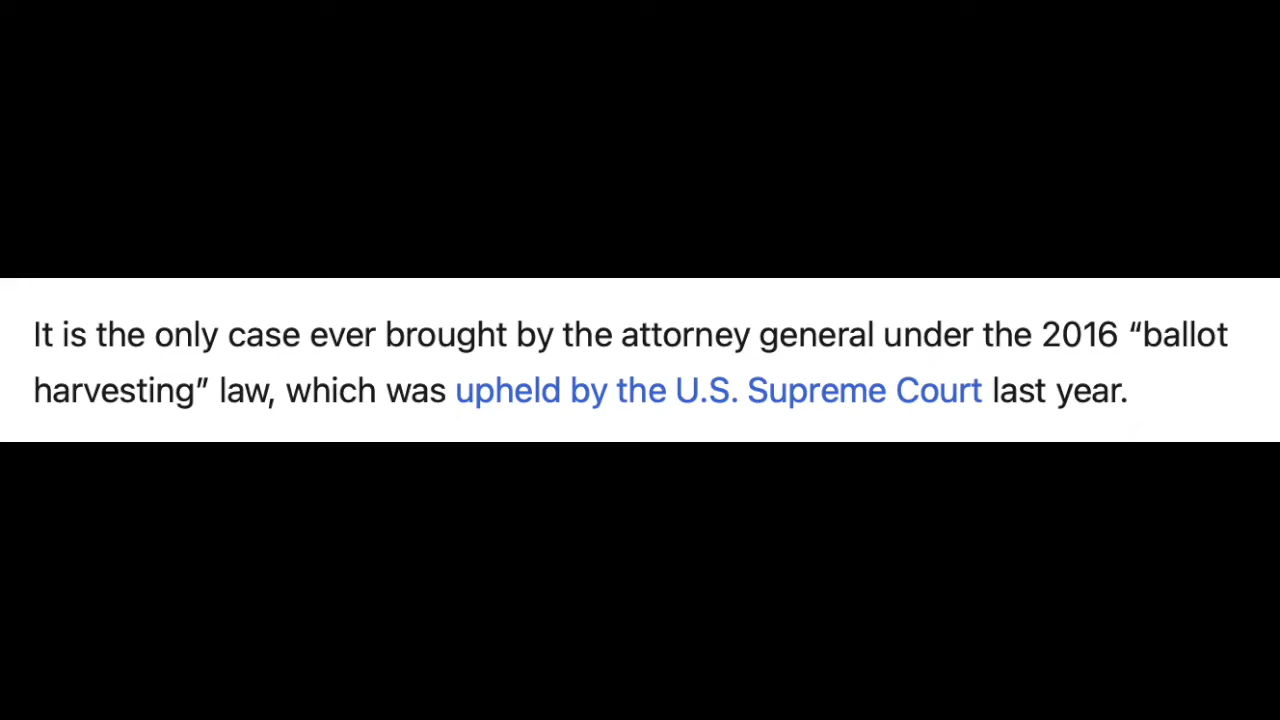 It is the only case ever brought by the attorney general under the 2016 “ballot
harvesting” law, which was upheld by the U.S. Supreme Court last year.